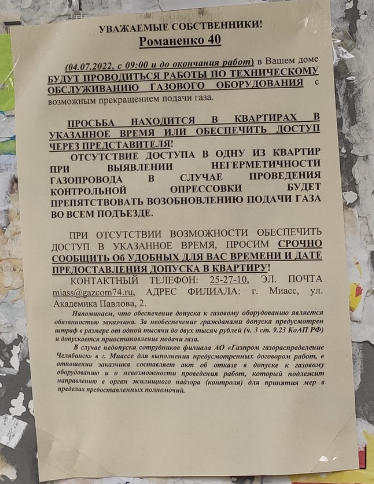 УВАЖАЕМЫЕ СОБСТВЕННИКИ!
Романенко 40
(04.07.2022, с 09:00 и до окончания работ) в Вашем доме
БУДУТ ПРОВОДИТЬСЯ РАБОТЫ ПО ТЕХНИЧЕСКОМУ
ОБСЛУЖИВАНИЮ ГАЗОВОГО ОБОРУДОВАНИЯ с
возможным прекращением подачи газа.
ПРОСЬБА НАХОДИТСЯ В КВАРТИРАХ В
УКАЗАННОЕ ВРЕМЯ ИЛИ ОБЕСПЕЧИТЬ ДОСТУП
ЧЕРЕЗ ПРЕДСТАВИТЕЛЯ!
ОТСУТСТВИЕ ДОСТУПА В ОДНУ ИЗ КВАРТИР
ПРИ ВЫЯВЛЕНИИ НЕГЕРМЕТИЧНОСТИ
ГАЗОПРОВОДА В СЛУЧАЕ ПРОВЕДЕНИЯ
КОНТРОЛЬНОЙ ОПРЕССОВКИ БУДЕТ
ПРЕПЯТСТВОВАТЬ ВОЗОБНОВЛЕНИЮ ПОДАЧИ ГАЗА
ВО ВСЕМ ПОДЪЕЗДЕ.
ПРИ ОТСУТСТВИИ ВОЗМОЖНОСТИ ОБЕСПЕЧИТЬ
ДОСТУП В УКАЗАННОЕ ВРЕМЯ, ПРОСИМ СРОЧНО
СООБЩИТЬ Об УДОБНЫХ ДЛЯ ВАС ВРЕМЕНИ И ДАТЕ
ПРЕДОСТАВЛЕНИЯ ДОПУСКА В КВАРТИРУ!
КОНТАКТНЫЙ ТЕЛЕФОН: 25-27-10, ЭЛ. ПОЧТА
miass@gazcom74.ru, АДРЕС ФИЛИАЛА: г. Миасс, ул.
Академика Павлова, 2.
Напоминаем, что обеспечение допуска к газовому оборудованию является
обязанностью заказчика. За необеспечение гражданами допуска предусмотрен
штраф в размере от одной тысячи до двух тысяч рублей (ч. 3 ст. 9.23 КоАП РФ)
и допускается приостановление подачи газа.
В случае недопуска сотрудников филиала АО «Газпром газораспределение
Челябинск» в г. Миассе для выполнения предусмотренных договором работ, в
отношении заказчика составляет акт об отказе в допуске к газовому
оборудованию и о невозможности проведения работ, который подлежит
направлению в орган жилищного надзора (контроля) для принятия мер в
пределах предоставленных полномочий.